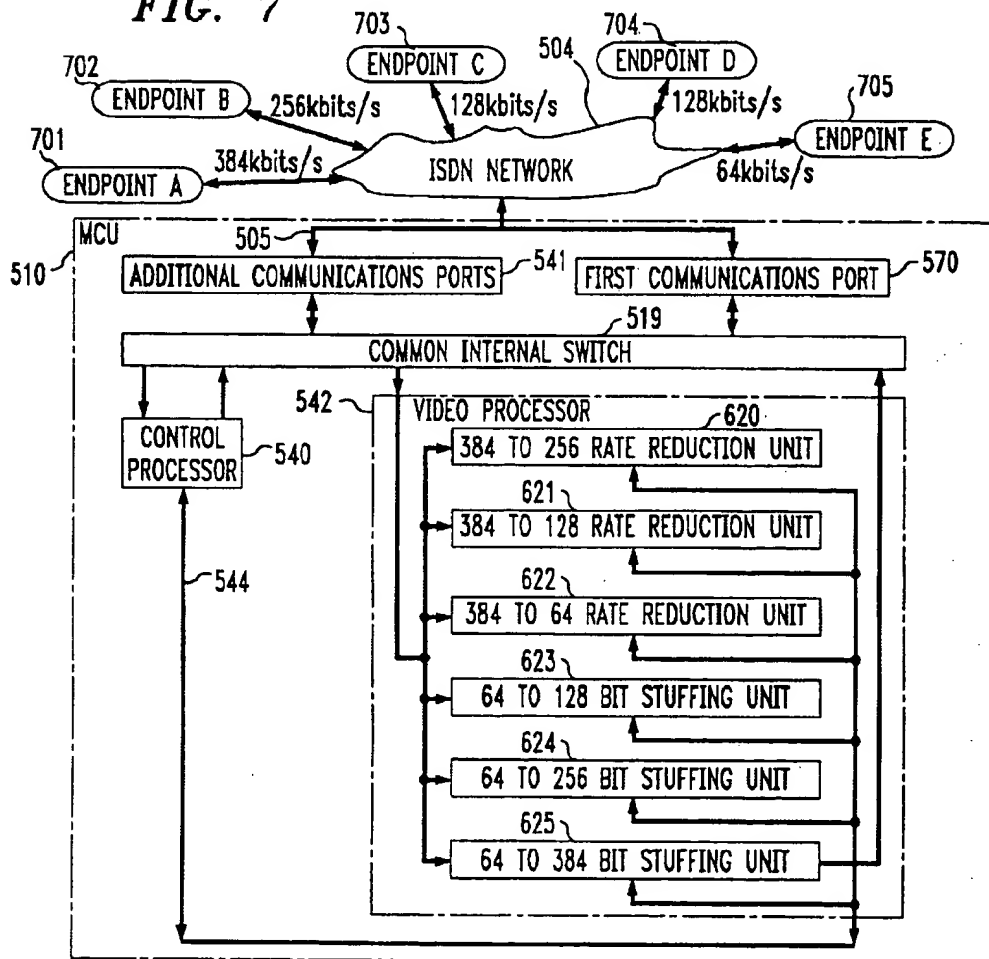 FIG. 7
703
ENDPOINT C
704
ENDPOINT D
504
702
ENDPOINT B
256kbits/s
128kbits/s
128kbits/s
705
ENDPOINT E
701
ENDPOINT A
384kbits/s
ISDN NETWORK
64kbits/s
MCU
505
510
ADDITIONAL COMMUNICATIONS PORTS
541
FIRST COMMUNICATIONS PORT
570
519
COMMON INTERNAL SWITCH
542
VIDEO PROCESSOR
620
CONTROL
PROCESSOR
540
384 TO 256 RATE REDUCTION UNIT
621
384 TO 128 RATE REDUCTION UNIT
544
622
384 TO 64 RATE REDUCTION UNIT
623
64 TO 128 BIT STUFFING UNIT
624
64 TO 256 BIT STUFFING UNIT
625
64 TO 384 BIT STUFFING UNIT